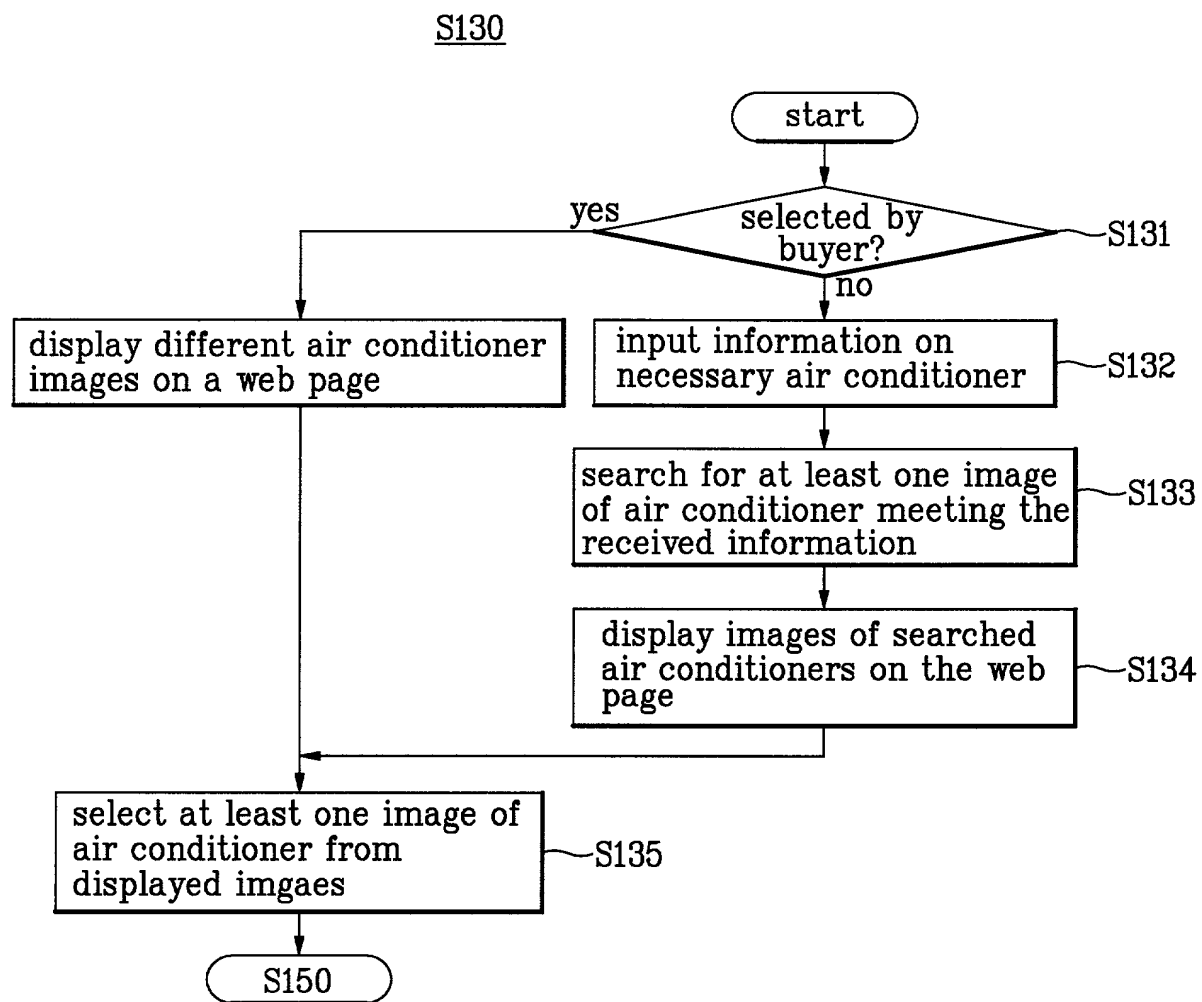 S130
start
yes
selected by
buyer?
S131
no
display different air conditioner
images on a web page
input information on
necessary air conditioner
S132
search for at least one image
of air conditioner meeting the
received information
S133
display images of searched
air conditioners on the web
page
S134
select at least one image of
air conditioner from
displayed imgaes
S135
S150